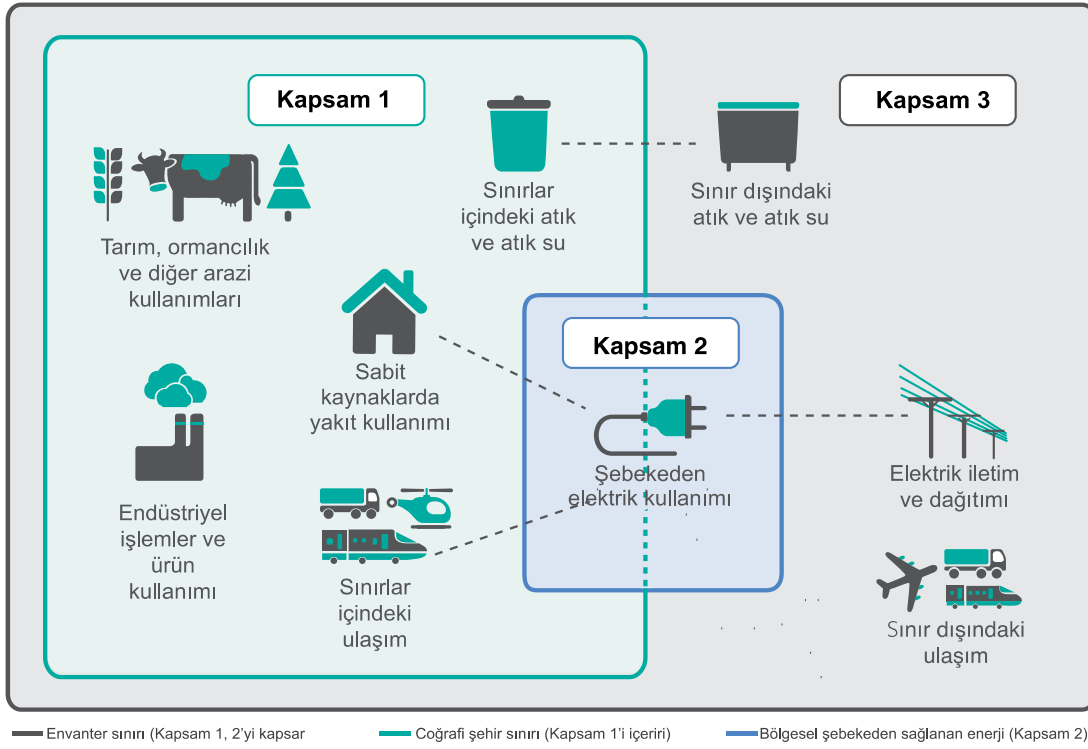 Kapsam 1
Kapsam 3
Sınırlar
içindeki atık
ve atık su
Sınır dışındaki
atık ve atık su
Tarım, ormancılık
ve diğer arazi
kullanımları
Kapsam 2
Sabit
kaynaklarda
yakıt kullanımı
Şebekeden
elektrik kullanımı
Elektrik iletim
ve dağıtımı
Endüstriyel
işlemler ve
ürün
kullanımı
Sınırlar
içindeki
ulaşım
Sınır dışındaki
ulaşım
Envanter sınırı (Kapsam 1, 2'yi kapsar
Coğrafi şehir sınırı (Kapsam 1'i içeriri)
Bölgesel şebekeden sağlanan enerji (Kapsam 2)